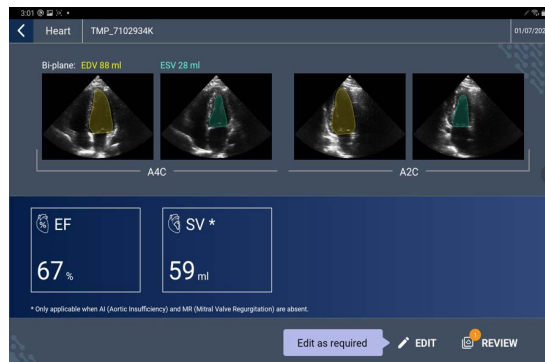 3:01
Heart TMP_7102934K 01/07/202
Bi-plane: EDV 88 ml ESV 28 ml
A4C A2C
% EF SV *
67 % 59 ml
* Only applicable when AI (Aortic Insufficiency) and MR (Mitral Valve Regurgitation) are absent.
Edit as required EDIT 1 REVIEW